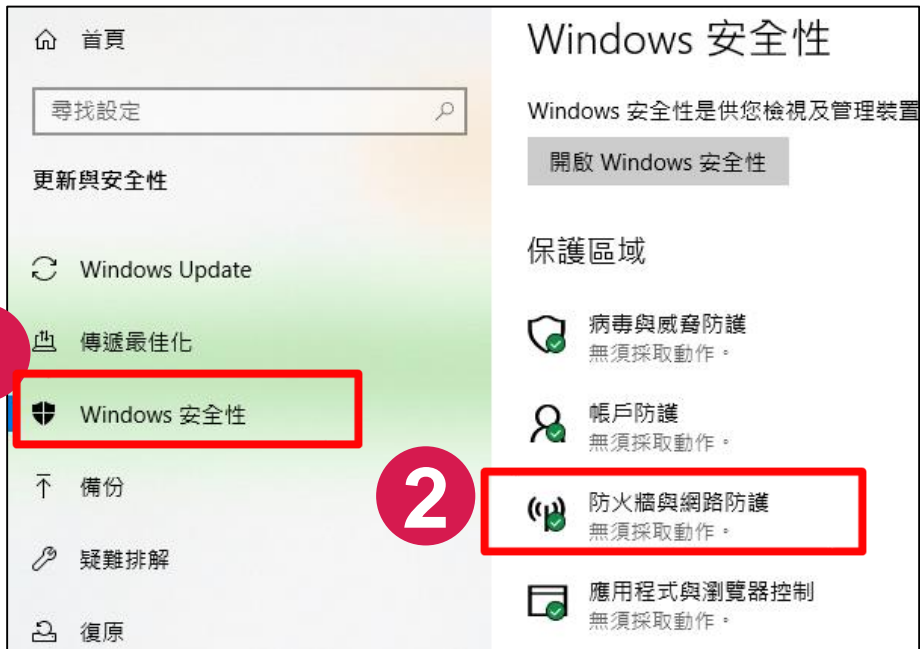 首頁
尋找設定
更新與安全性
Windows Update
傳遞最佳化
Windows 安全性
備份
疑難排解
復原
Windows 安全性
Windows 安全性是供您檢視及管理裝置
開啟 Windows 安全性
保護區域
病毒與威脅防護
無須採取動作。
帳戶防護
無須採取動作。
2
防火牆與網路防護
無須採取動作。
應用程式與瀏覽器控制
無須採取動作。